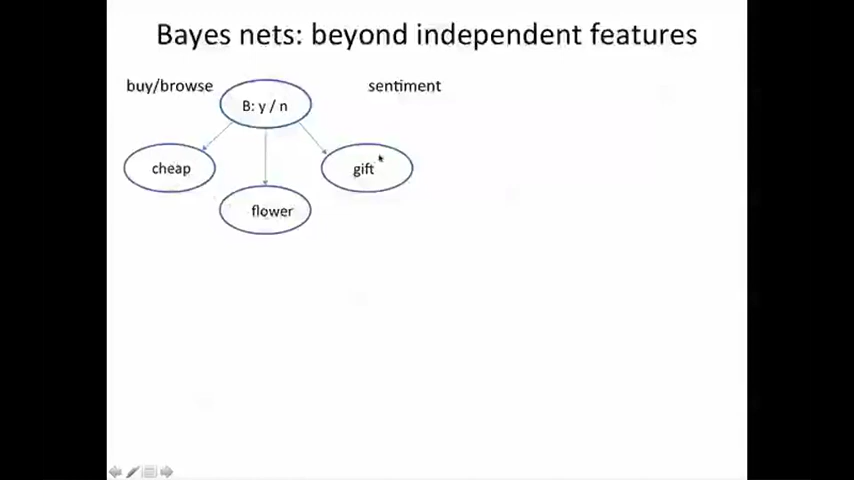 Bayes nets: beyond independent features
buy/browse
B: y / n
sentiment
cheap
gift
flower